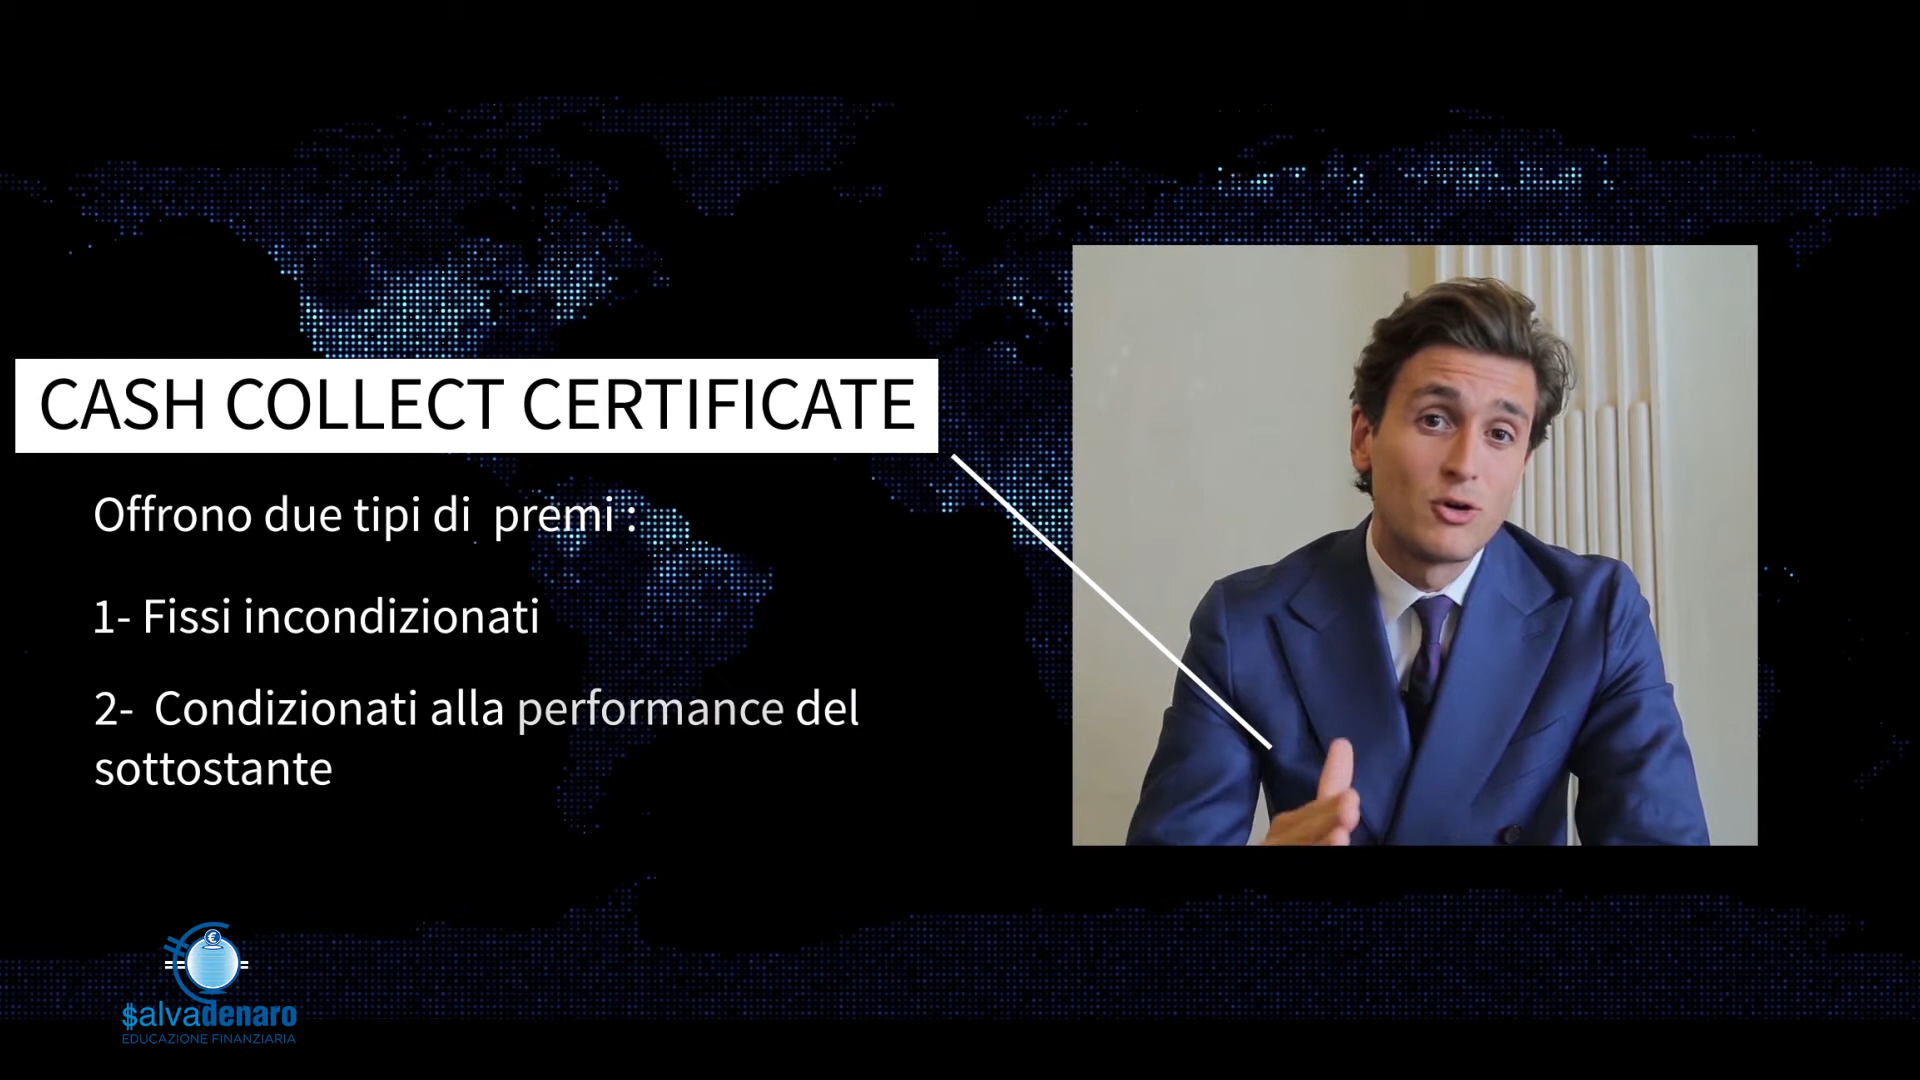 CASH COLLECT CERTIFICATE
Offrono due tipi di  premi :
1- Fissi incondizionati
2-  Condizionati alla performance del
sottostante
$alvadenaro
EDUCAZIONE FINANZIARIA